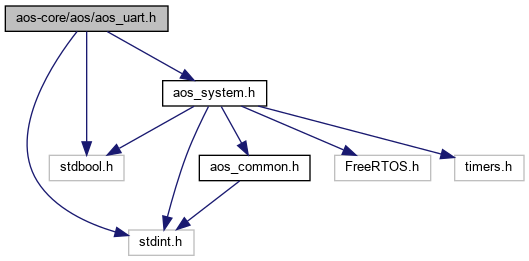 aos-core/aos/aos_uart.h
aos_system.h
stdbool.h
aos_common.h
FreeRTOS.h
timers.h
stdint.h